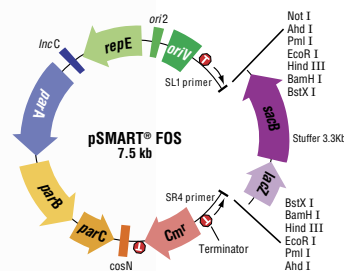 Not I
Ahd I
Pml I
EcoR I
Hind III
BamH I
BstX I
ori2
oriV
repE
IncC
SL1 primer
T
parA
sacB
pSMART® FOS
7.5 kb
Stuffer 3.3Kb
lacZ
parB
SR4 primer
parC
Cmr
T
T
Terminator
cosN
BstX I
BamH I
Hind III
EcoR I
Pml I
Ahd I